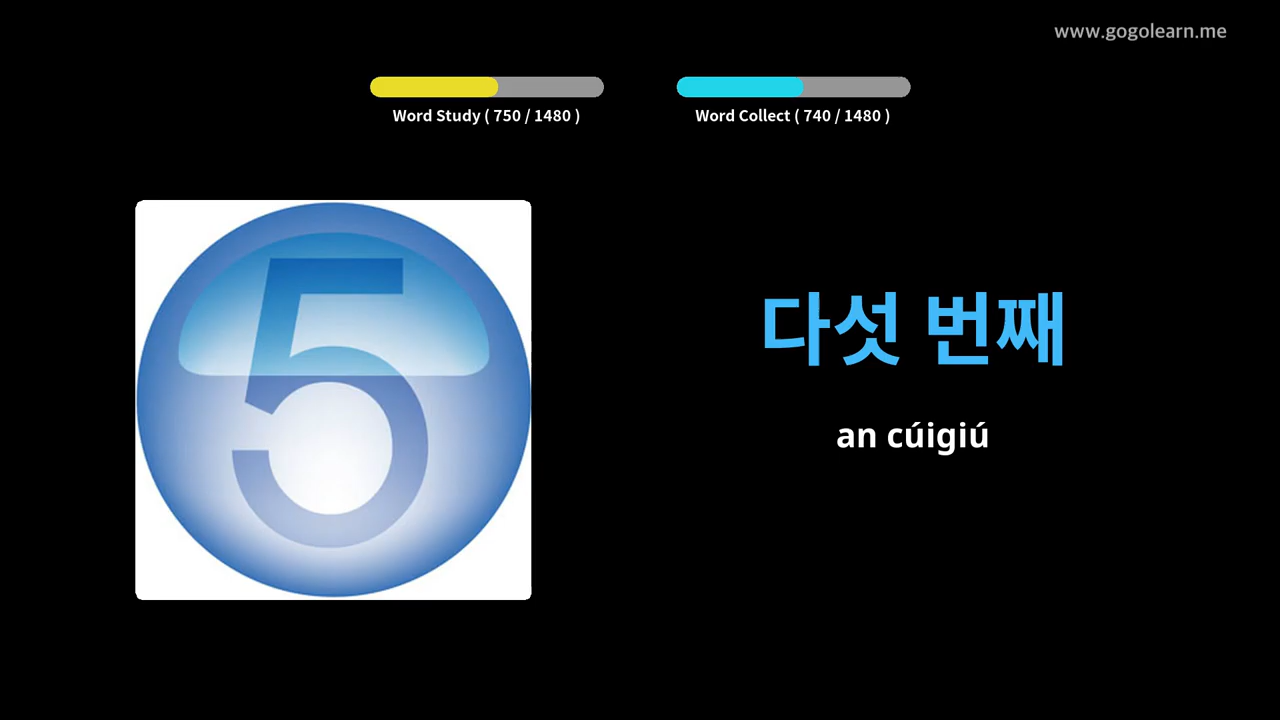 www.gogolearn.me
Word Study ( 750 / 1480 )
Word Collect ( 740 / 1480 )
5
다섯 번째
an cúigiú